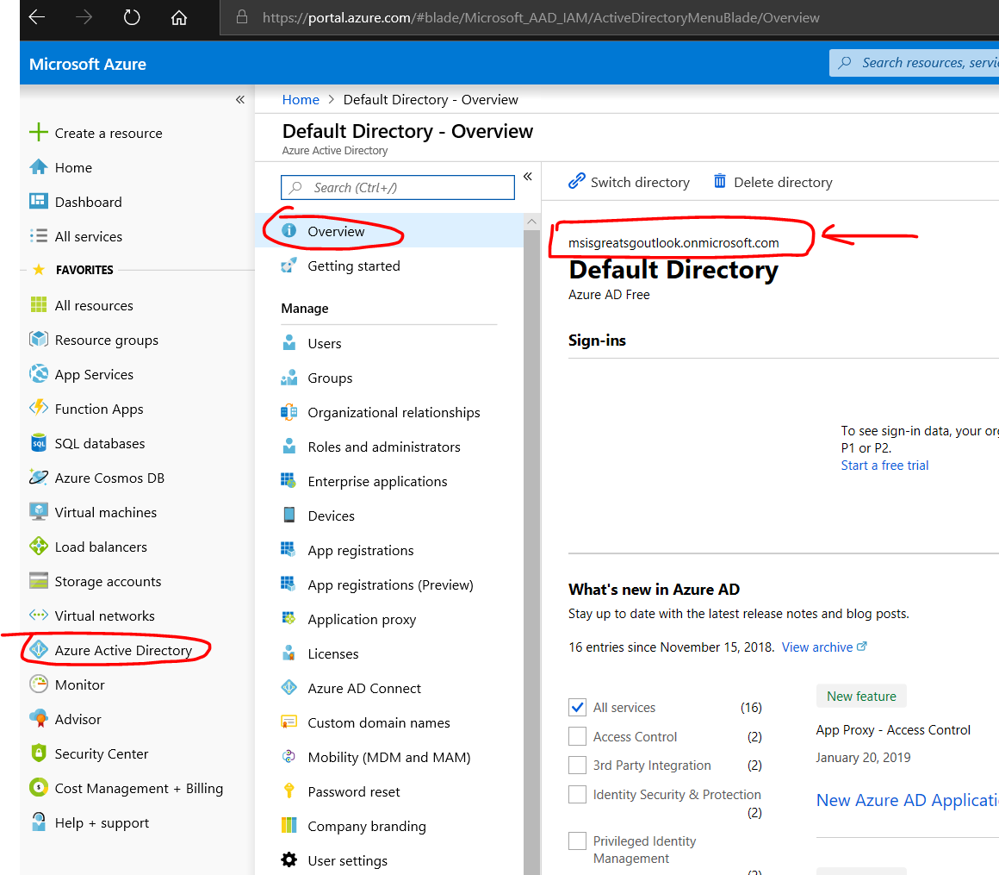 https://portal.azure.com/#blade/Microsoft_AAD_IAM/ActiveDirectoryMenuBlade/Overview
Microsoft Azure
Search resources, servi
Create a resource
Home
Dashboard
All services
FAVORITES
All resources
Resource groups
App Services
Function Apps
SQL databases
Azure Cosmos DB
Virtual machines
Load balancers
Storage accounts
Virtual networks
Azure Active Directory
Monitor
Advisor
Security Center
Cost Management + Billing
Help + support
Home > Default Directory - Overview
Default Directory - Overview
Azure Active Directory
Search (Ctrl+/)
Overview
Getting started
Manage
Users
Groups
Organizational relationships
Roles and administrators
Enterprise applications
Devices
App registrations
App registrations (Preview)
Application proxy
Licenses
Azure AD Connect
Custom domain names
Mobility (MDM and MAM)
Password reset
Company branding
User settings
Switch directory
Delete directory
msisgreatsgoutlook.onmicrosoft.com
Default Directory
Azure AD Free
Sign-ins
To see sign-in data, your org
P1 or P2.
Start a free trial
What's new in Azure AD
Stay up to date with the latest release notes and blog posts.
16 entries since November 15, 2018. View archive
All services (16)
Access Control (2)
3rd Party Integration (2)
Identity Security & Protection
(2)
Privileged Identity
Management
New feature
App Proxy - Access Control
January 20, 2019
New Azure AD Applicati